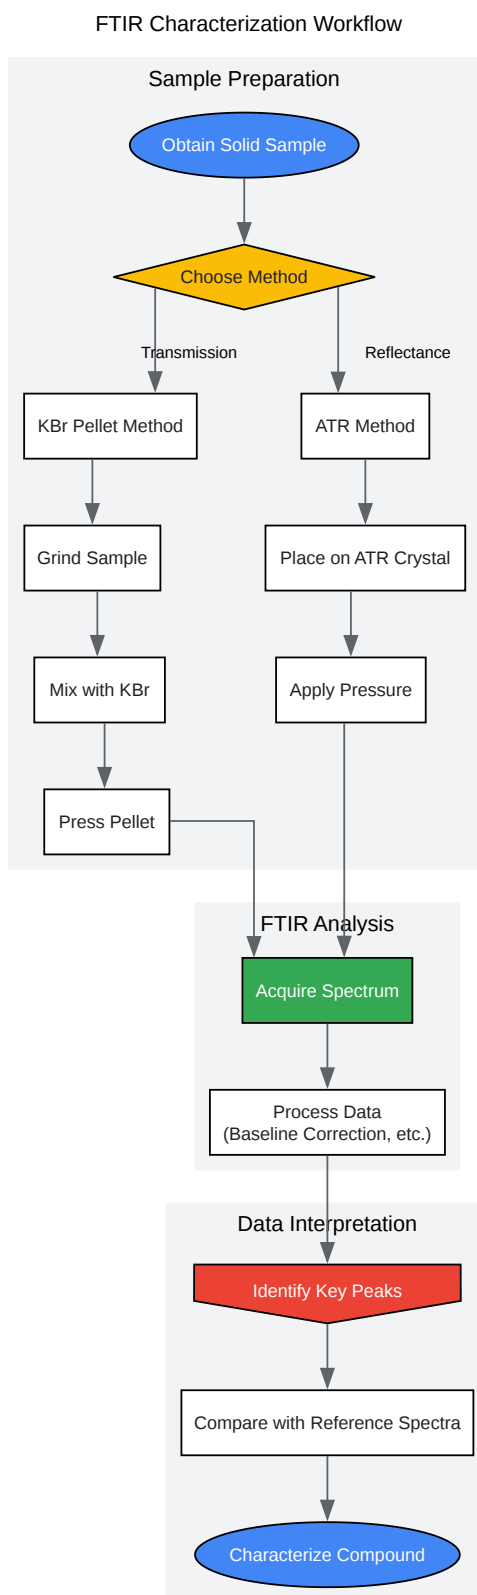 FTIR Characterization Workflow
Sample Preparation
Obtain Solid Sample
Choose Method
Transmission
Reflectance
KBr Pellet Method
ATR Method
Grind Sample
Place on ATR Crystal
Mix with KBr
Apply Pressure
Press Pellet
FTIR Analysis
Acquire Spectrum
Process Data
(Baseline Correction, etc.)
Data Interpretation
Identify Key Peaks
Compare with Reference Spectra
Characterize Compound